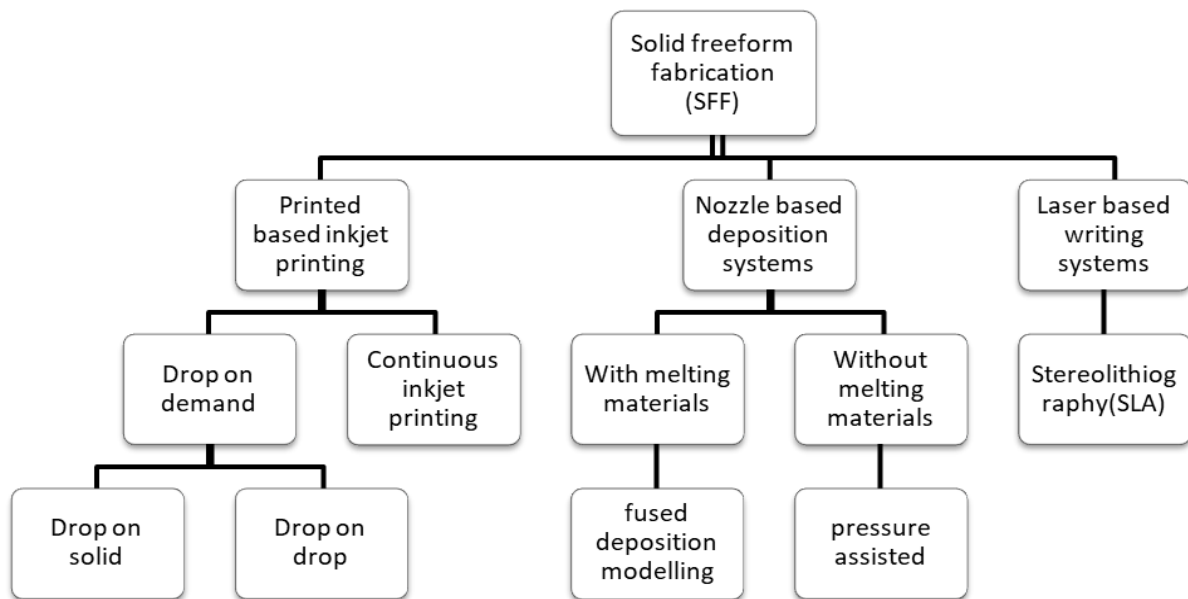 Solid freeform
fabrication
(SFF)
Printed
based inkjet
printing
Nozzle based
deposition
systems
Laser based
writing
systems
Drop on
demand
Continuous
inkjet
printing
With melting
materials
Without
melting
materials
Stereolithiog
raphy(SLA)
Drop on
solid
Drop on
drop
fused
deposition
modelling
pressure
assisted